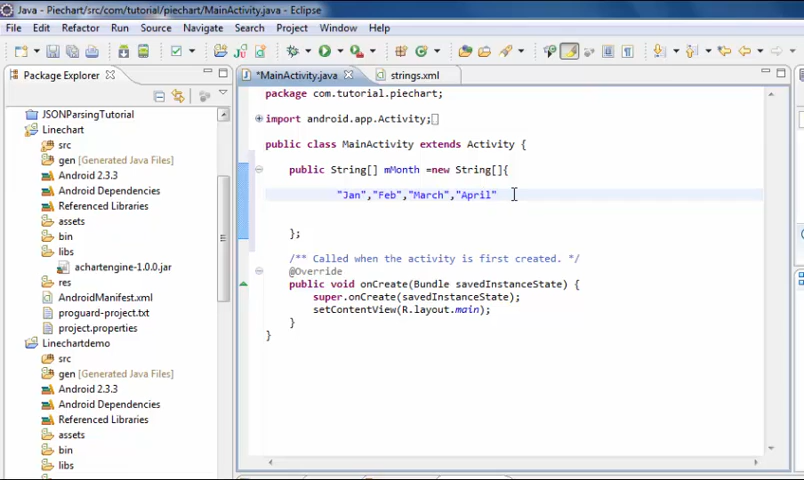 Java - Piechart/src/com/tutorial/piechart/MainActivity.java - Eclipse
File Edit Refactor Run Source Navigate Search Project Window Help
Package Explorer
*MainActivity.java
strings.xml
JSONParsingTutorial
Linechart
src
gen [Generated Java Files]
Android 2.3.3
Android Dependencies
Referenced Libraries
assets
bin
libs
achartengine-1.0.0.jar
res
AndroidManifest.xml
proguard-project.txt
project.properties
Linechartdemo
src
gen [Generated Java Files]
Android 2.3.3
Android Dependencies
Referenced Libraries
assets
bin
libs
package com.tutorial.piechart;
import android.app.Activity;
public class MainActivity extends Activity {
public String[] mMonth =new String[]{
"Jan","Feb","March","April"
};
/** Called when the activity is first created. */
@Override
public void onCreate(Bundle savedInstanceState) {
super.onCreate(savedInstanceState);
setContentView(R.layout.main);
}
}